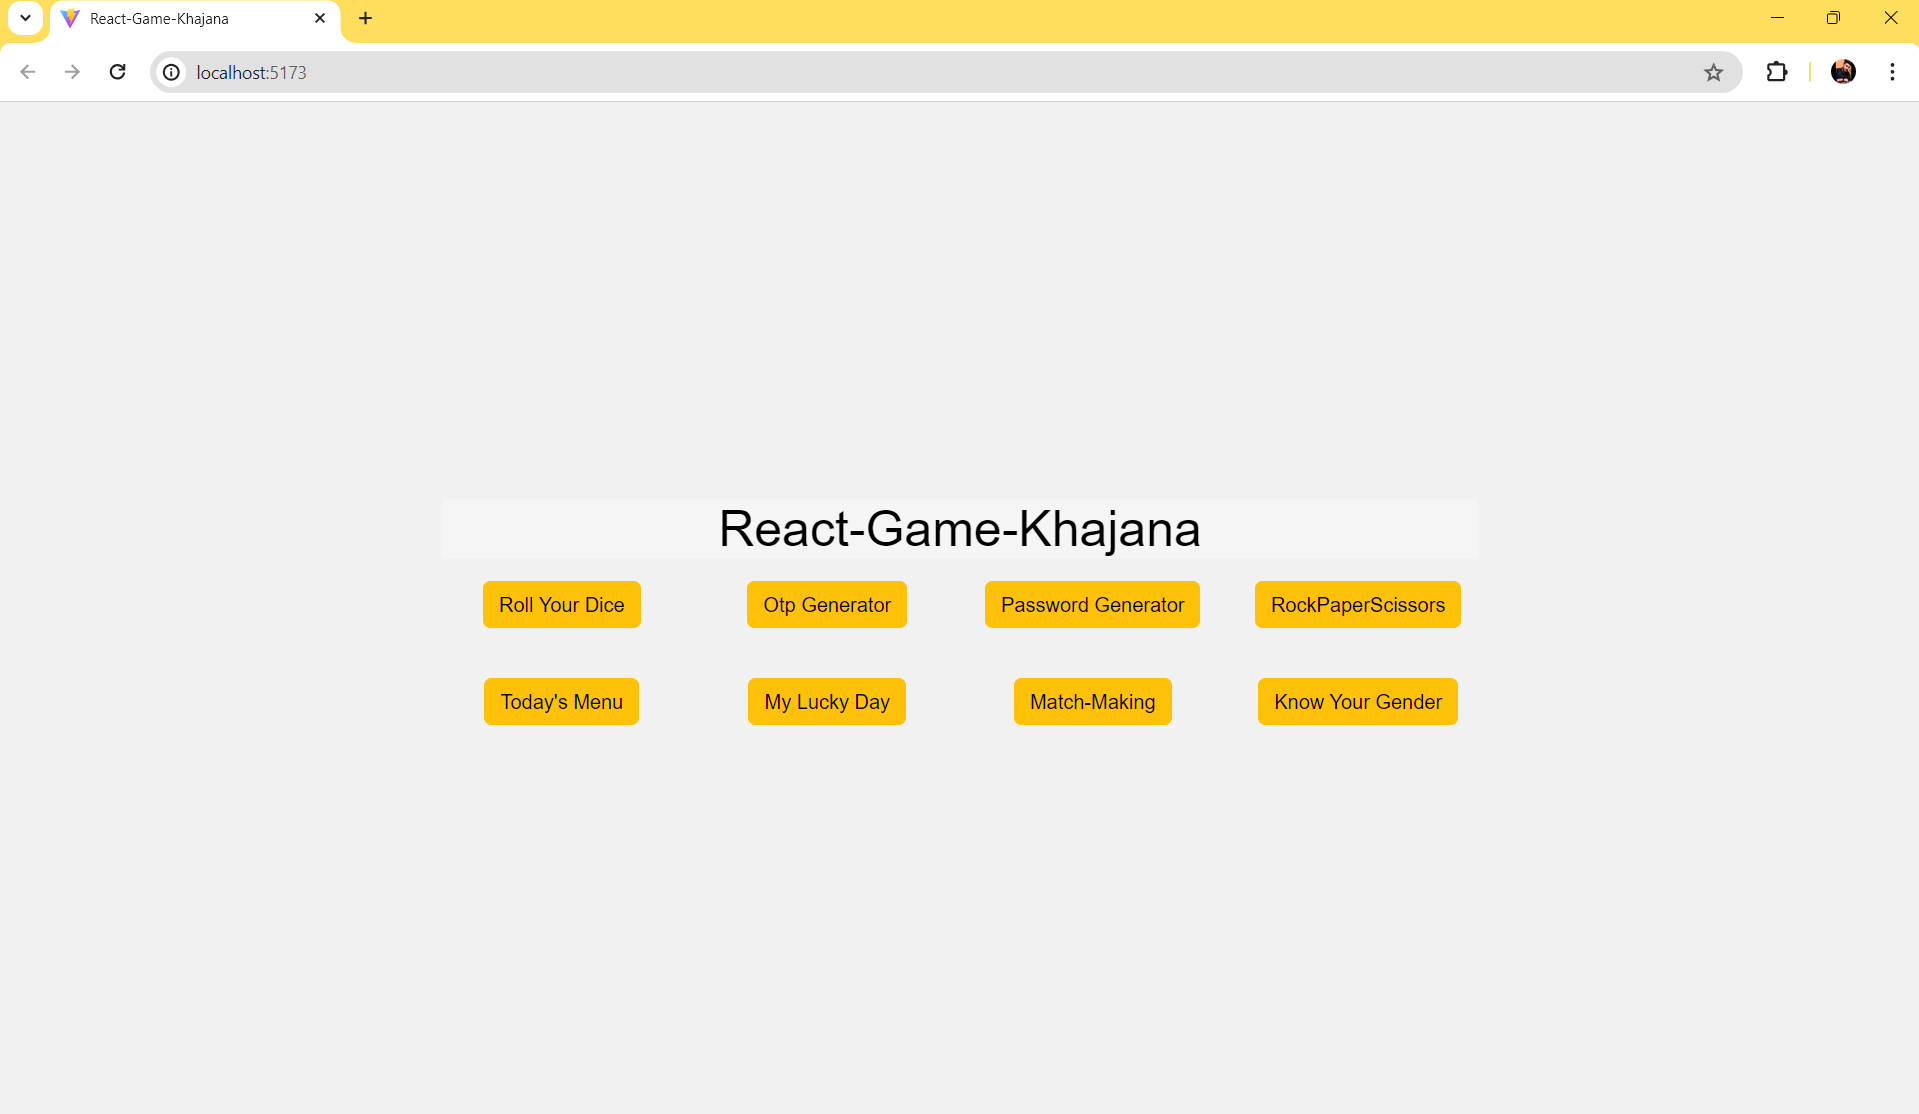 React-Game-Khajana
localhost:5173
React-Game-Khajana
Roll Your Dice
Otp Generator
Password Generator
RockPaperScissors
Today's Menu
My Lucky Day
Match-Making
Know Your Gender